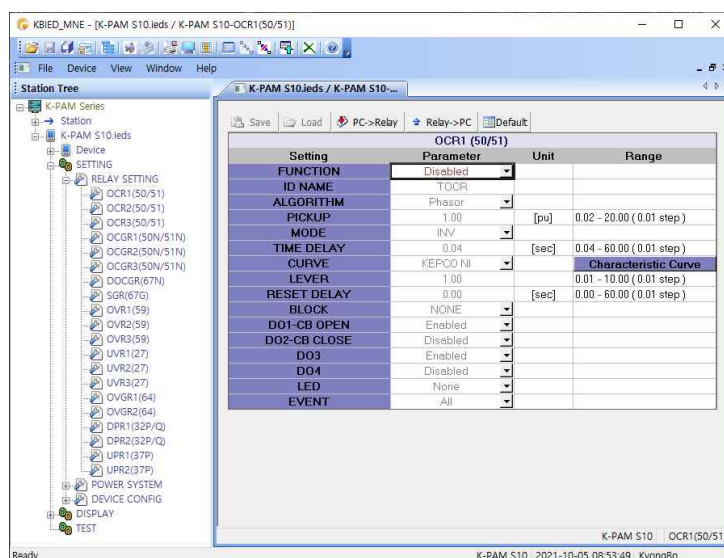 KBIED_MNE - [K-PAM S10.ieds / K-PAM S10-OCR1(50/51)]
File Device View Window Help
Station Tree
K-PAM S10.ieds / K-PAM S10-...
K-PAM Series
Station
K-PAM S10.ieds
Device
SETTING
RELAY SETTING
OCR1(50/51)
OCR2(50/51)
OCR3(50/51)
OCGR1(50N/51N)
OCGR2(50N/51N)
OCGR3(50N/51N)
DOCGR(67N)
SGR(67G)
OVR1(59)
OVR2(59)
OVR3(59)
UVR1(27)
UVR2(27)
UVR3(27)
OVGR1(64)
OVGR2(64)
DPR1(32P/Q)
DPR2(32P/Q)
UPR1(37P)
UPR2(37P)
POWER SYSTEM
DEVICE CONFIG
DISPLAY
TEST
Save Load PC->Relay Relay->PC Default
OCR1 (50/51)
Setting Parameter Unit Range
FUNCTION Disabled
ID NAME TOCR
ALGORITHM Phasor
PICKUP 1.00 [pu] 0.02 - 20.00 ( 0.01 step )
MODE INV
TIME DELAY 0.04 [sec] 0.04 - 60.00 ( 0.01 step )
CURVE KEPCO NI Characteristic Curve
LEVER 1.00 0.01 - 10.00 ( 0.01 step )
RESET DELAY 0.00 [sec] 0.00 - 60.00 ( 0.01 step )
BLOCK NONE
DO1-CB OPEN Enabled
DO2-CB CLOSE Disabled
DO3 Enabled
DO4 Disabled
LED None
EVENT All
K-PAM S10 OCR1(50/51
Ready K-PAM S10 2021-10-05 08:53:49 KyongBo